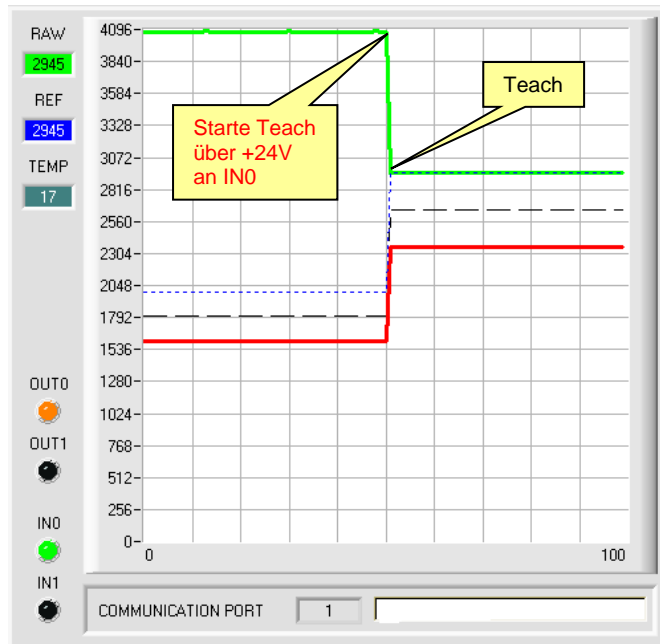 RAW
2945
REF
2945
TEMP
17
OUT0
OUT1
IN0
IN1
4096
3840
3584
3328
3072
2816
2560
2304
2048
1792
1536
1280
1024
768
512
256
0
0
100
Starte Teach
über +24V
an IN0
Teach
COMMUNICATION PORT
1